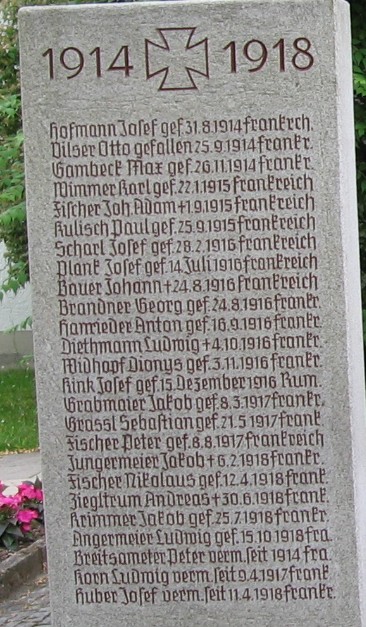 1914 1918
Hofmann Josef gef. 31.8.1914 Frankrch.
Vilser Otto gefallen 25.9.1914 Frankr.
Gambeck Max gef. 26.11.1914 Frankr.
Wimmer Karl gef. 22.1.1915 Frankreich
Fischer Joh. Adam + 1.9.1915 Frankreich
Kulisch Paul gef. 25.9.1915 Frankreich
Scharl Josef gef. 28.2.1916 Frankreich
Plank Josef gef. 14 Juli 1916 Frankreich
Bauer Johann + 24.8.1916 Frankreich
Brandner Georg gef. 24.8.1916 Frankr.
Hanrieder Anton gef. 16.9.1916 Frankr.
Diethmann Ludwig + 4.10.1916 Frankr.
Widhopf Dionys gef. 3.11.1916 Frankr.
Kink Josef gef. 15. Dezember 1916 Rum.
Grabmaier Jakob gef. 8.3.1917 Frankr.
Grassl Sebastian gef. 21.5.1917 Frank.
Fischer Peter gef. 8.8.1917 Frankreich
Jungermeier Jakob + 6.2.1918 Frankr.
Fischer Nikolaus gef. 12.4.1918 Frank.
Ziegltrum Andreas + 30.6.1918 Frank.
Krimmer Jakob gef. 25.7.1918 Frankr.
Angermeier Ludwig gef. 15.10.1918 Fra.
Breitsameter Peter verm. seit 1914 Fra.
Korn Ludwig verm. seit 9.4.1917 Frank.
Huber Josef verm. seit 11.4.1918 Frankr.